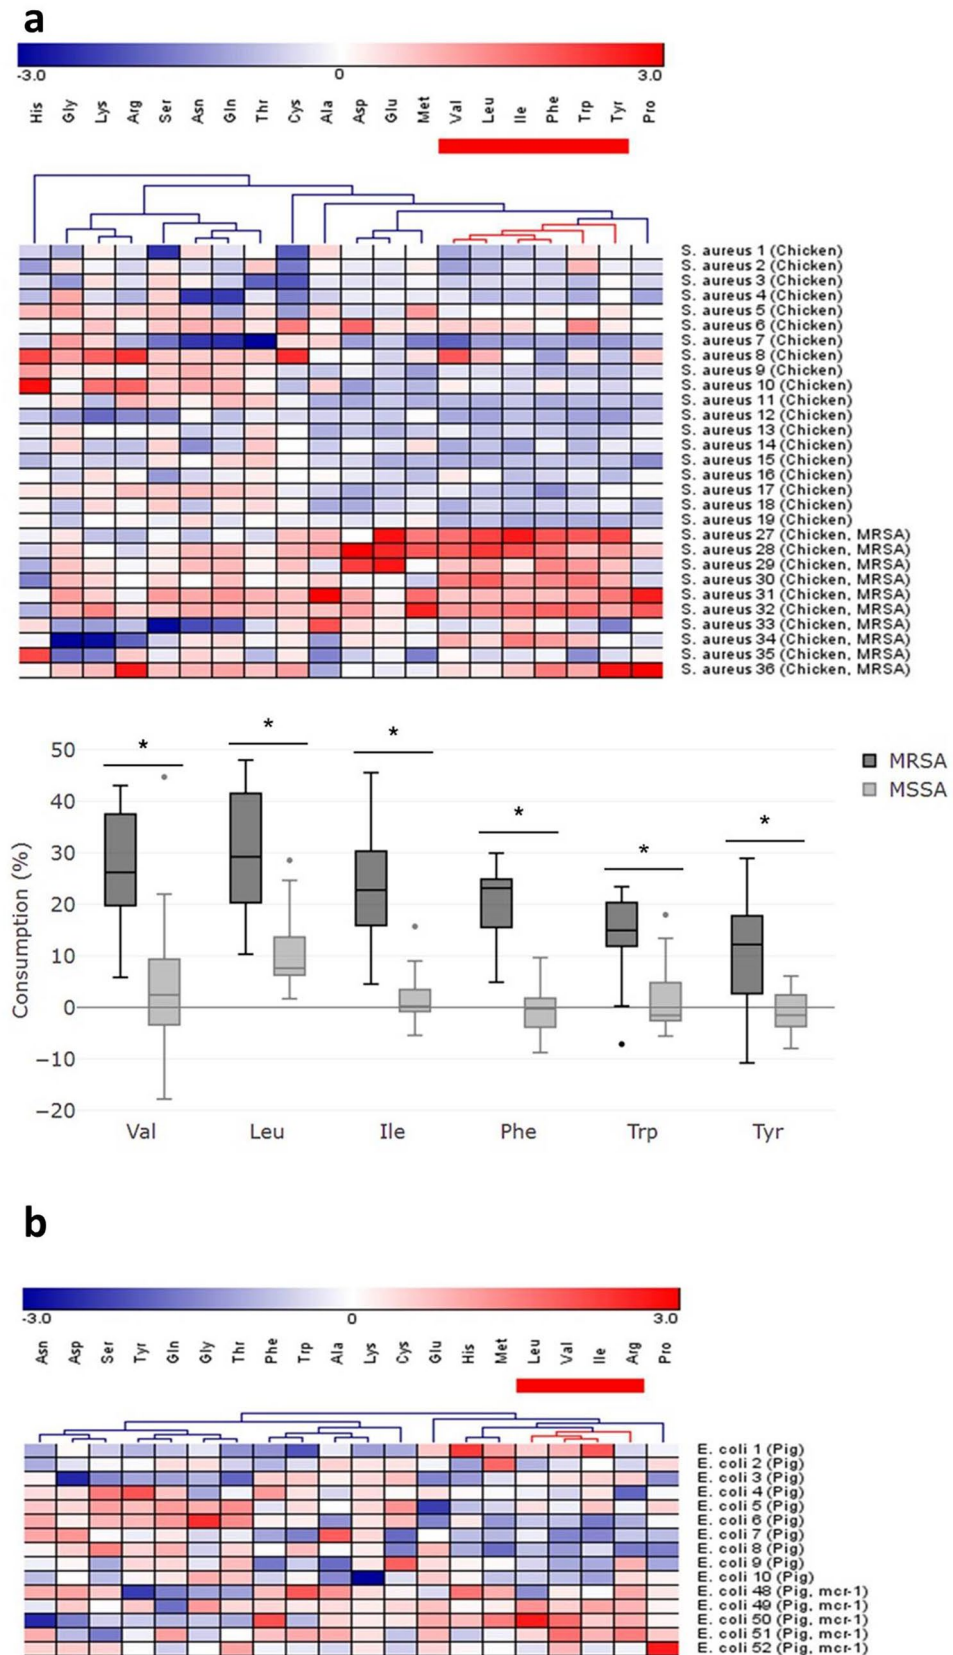 a
-3.0 0 3.0
His Gly Lys Arg Ser Asn Gln Thr Cys Ala Asp Glu Met Val Leu Ile Phe Trp Tyr Pro
S. aureus 1 (Chicken)
S. aureus 2 (Chicken)
S. aureus 3 (Chicken)
S. aureus 4 (Chicken)
S. aureus 5 (Chicken)
S. aureus 6 (Chicken)
S. aureus 7 (Chicken)
S. aureus 8 (Chicken)
S. aureus 9 (Chicken)
S. aureus 10 (Chicken)
S. aureus 11 (Chicken)
S. aureus 12 (Chicken)
S. aureus 13 (Chicken)
S. aureus 14 (Chicken)
S. aureus 15 (Chicken)
S. aureus 16 (Chicken)
S. aureus 17 (Chicken)
S. aureus 18 (Chicken)
S. aureus 19 (Chicken)
S. aureus 27 (Chicken, MRSA)
S. aureus 28 (Chicken, MRSA)
S. aureus 29 (Chicken, MRSA)
S. aureus 30 (Chicken, MRSA)
S. aureus 31 (Chicken, MRSA)
S. aureus 32 (Chicken, MRSA)
S. aureus 33 (Chicken, MRSA)
S. aureus 34 (Chicken, MRSA)
S. aureus 35 (Chicken, MRSA)
S. aureus 36 (Chicken, MRSA)
* * * * * *
50
40
30
20
10
0
−10
−20
Consumption (%)
Val Leu Ile Phe Trp Tyr
MRSA
MSSA
b
-3.0 0 3.0
Asn Asp Ser Tyr Gln Gly Thr Phe Trp Ala Lys Cys Glu His Met Leu Val Ile Arg Pro
E. coli 1 (Pig)
E. coli 2 (Pig)
E. coli 3 (Pig)
E. coli 4 (Pig)
E. coli 5 (Pig)
E. coli 6 (Pig)
E. coli 7 (Pig)
E. coli 8 (Pig)
E. coli 9 (Pig)
E. coli 10 (Pig)
E. coli 48 (Pig, mcr-1)
E. coli 49 (Pig, mcr-1)
E. coli 50 (Pig, mcr-1)
E. coli 51 (Pig, mcr-1)
E. coli 52 (Pig, mcr-1)